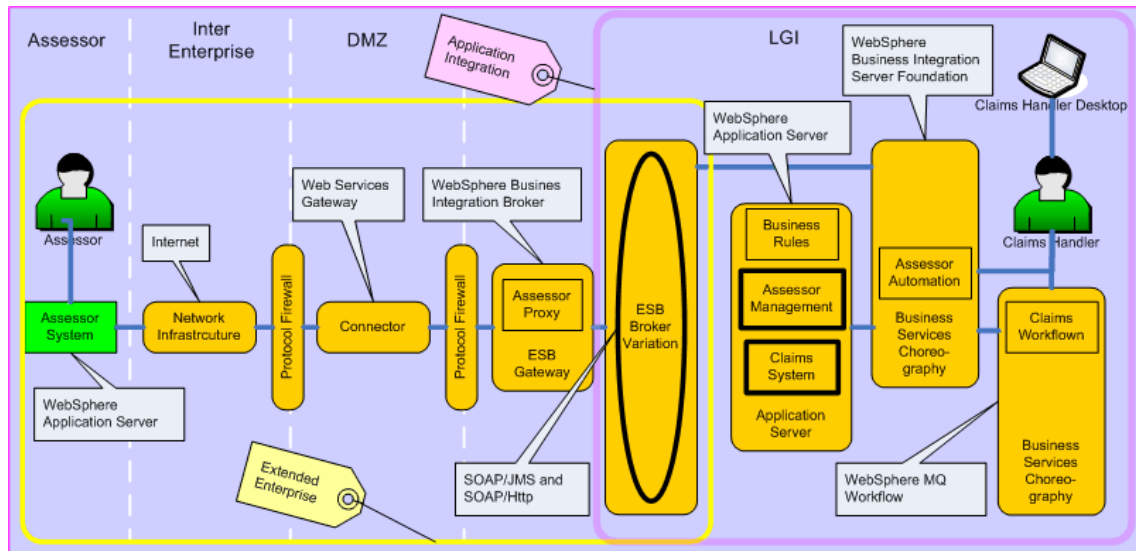 Assessor
Inter
Enterprise
DMZ
LGI
Application
Integration
WebSphere
Business Integration
Server Foundation
Claims Handler Desktop
WebSphere
Application Server
Web Services
Gateway
WebSphere Busines
Integration Broker
Assessor
Internet
Claims Handler
Business
Rules
Assessor
Automation
Assessor
Management
Assessor
System
Network
Infrastrcuture
Protocol Firewall
Connector
Protocol Firewall
Assessor
Proxy
ESB
Gateway
ESB
Broker
Variation
Claims
System
Application
Server
Business
Services
Choreo-
graphy
Claims
Workflown
WebSphere
Application Server
Extended
Enterprise
SOAP/JMS and
SOAP/Http
WebSphere MQ
Workflow
Business
Services
Choreo-
graphy